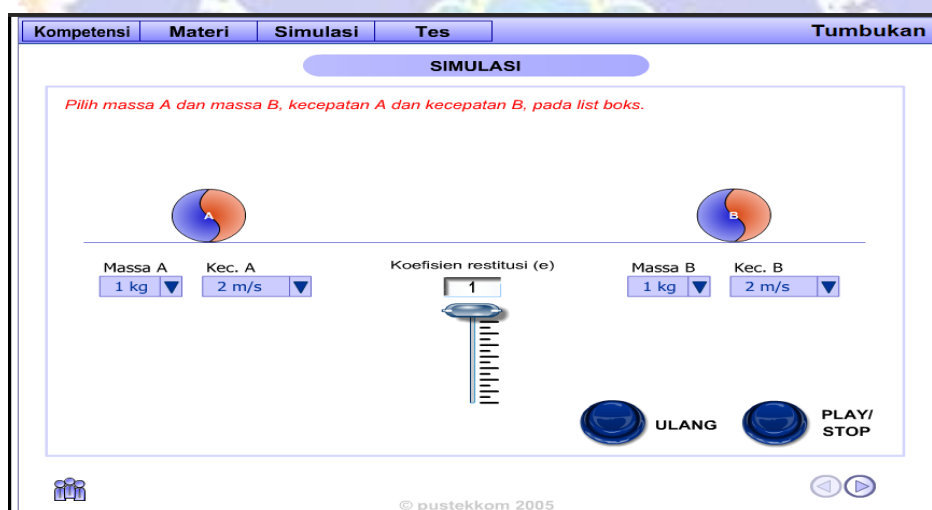 Kompetensi Materi Simulasi Tes Tumbukan
SIMULASI
Pilih massa A dan massa B, kecepatan A dan kecepatan B, pada list boks.
A B
Massa A Kec. A Koefisien restitusi (e) Massa B Kec. B
1 kg 2 m/s 1 1 kg 2 m/s
ULANG PLAY/
STOP
© pustekkom 2005